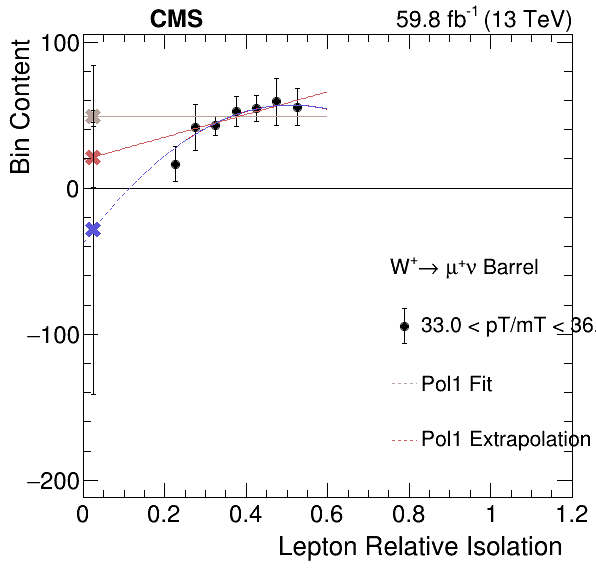 CMS
59.8 fb⁻¹ (13 TeV)
Bin Content
100
0
−100
−200
W⁺→ μ⁺ν Barrel
33.0 < pT/mT < 36.
Pol1 Fit
Pol1 Extrapolation
0 0.2 0.4 0.6 0.8 1 1.2
Lepton Relative Isolation